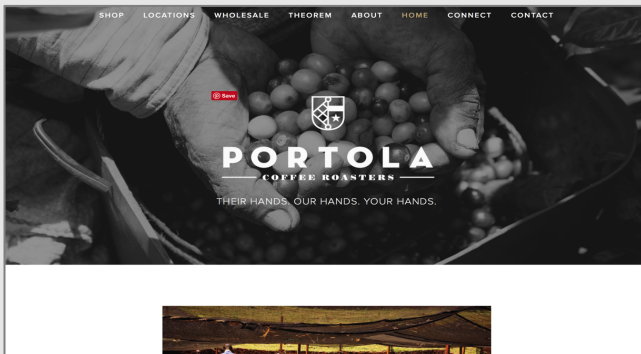 SHOP LOCATIONS WHOLESALE THEOREM ABOUT HOME CONNECT CONTACT
Save
PORTOLA
COFFEE ROASTERS
THEIR HANDS. OUR HANDS. YOUR HANDS.